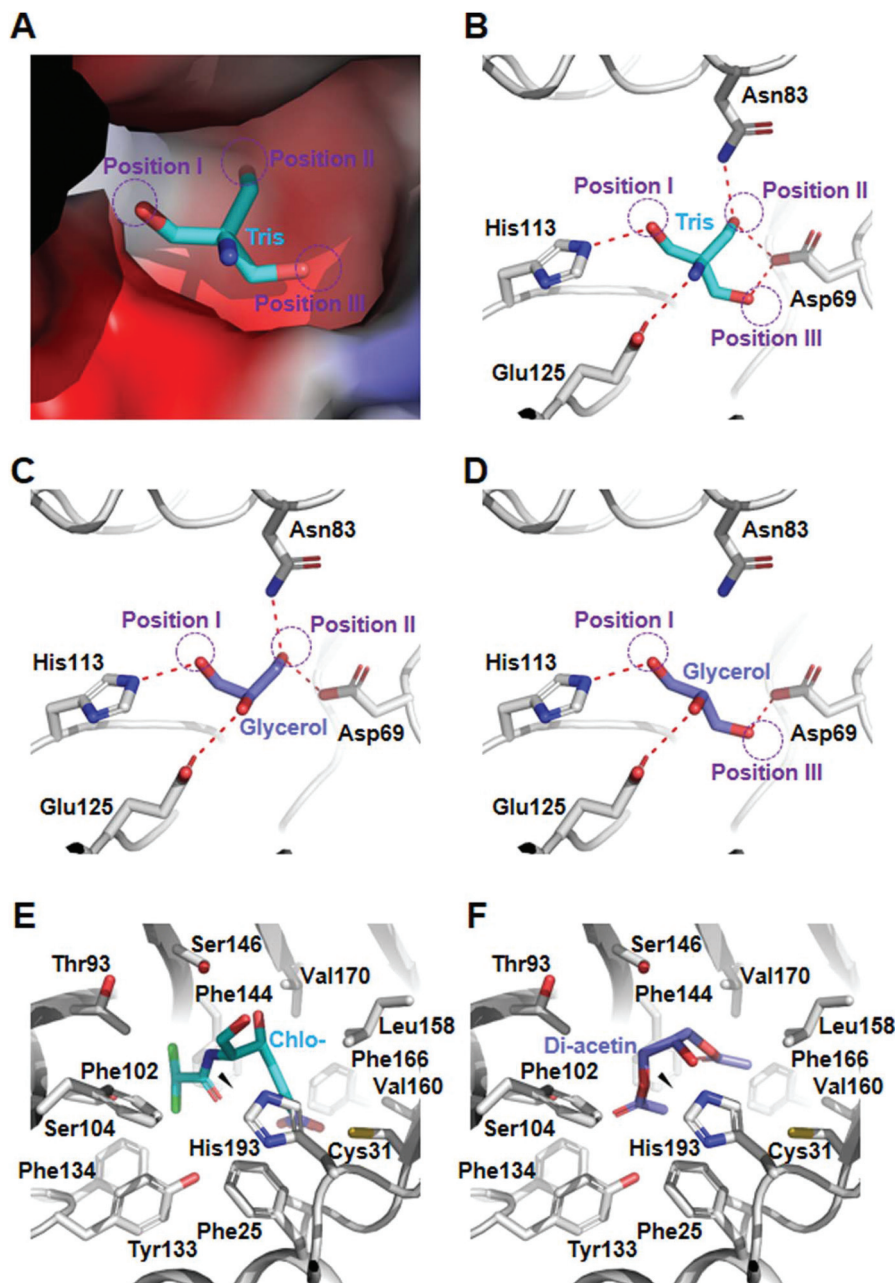 A
Position I
Position II
Tris
Position III
B
Asn83
Position I
Position II
Tris
His113
Asp69
Position III
Glu125
C
Asn83
Position I
Position II
His113
Glycerol
Asp69
Glu125
D
Asn83
Position I
His113
Glycerol
Asp69
Position III
Glu125
E
Ser146
Thr93
Val170
Phe144
Leu158
Chlo-
Phe102
Phe166
Val160
Ser104
His193
Cys31
Phe134
Phe25
Tyr133
F
Ser146
Thr93
Val170
Phe144
Leu158
Di-acetin
Phe102
Phe166
Val160
Ser104
His193
Cys31
Phe134
Phe25
Tyr133